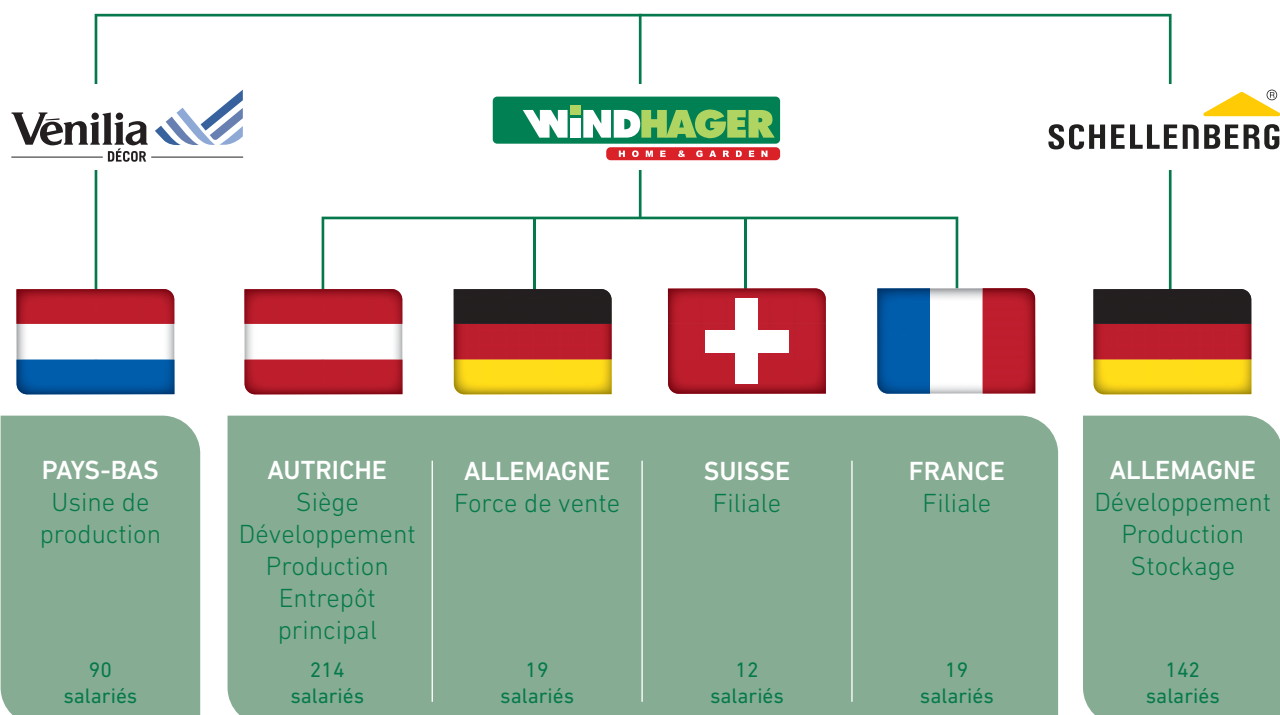 Vénilia
DÉCOR
WiNDHAGER
HOME & GARDEN
SCHELLENBERG®
PAYS-BAS
Usine de
production
90
salariés
AUTRICHE
Siège
Développement
Production
Entrepôt
principal
214
salariés
ALLEMAGNE
Force de vente
19
salariés
SUISSE
Filiale
12
salariés
FRANCE
Filiale
19
salariés
ALLEMAGNE
Développement
Production
Stockage
142
salariés